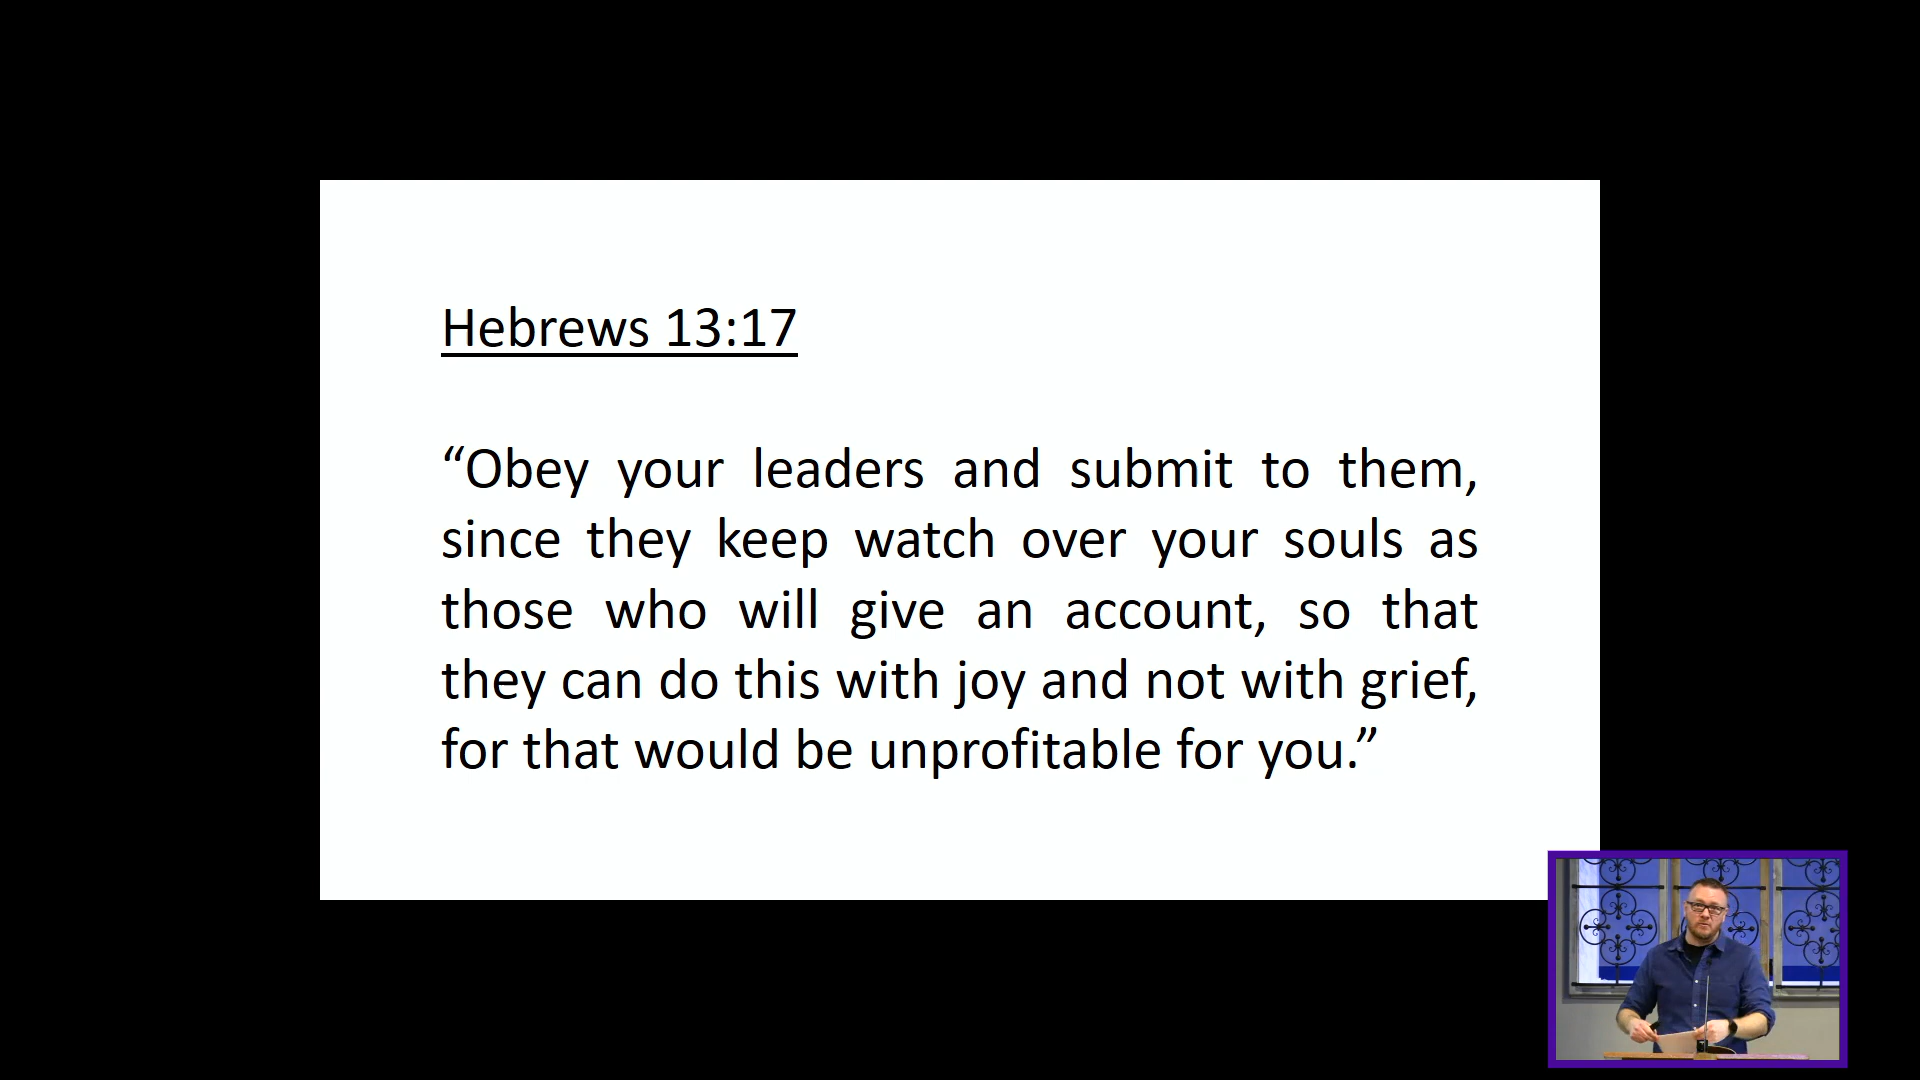 Hebrews 13:17
“Obey your leaders and submit to them,
since they keep watch over your souls as
those who will give an account, so that
they can do this with joy and not with grief,
for that would be unprofitable for you.”